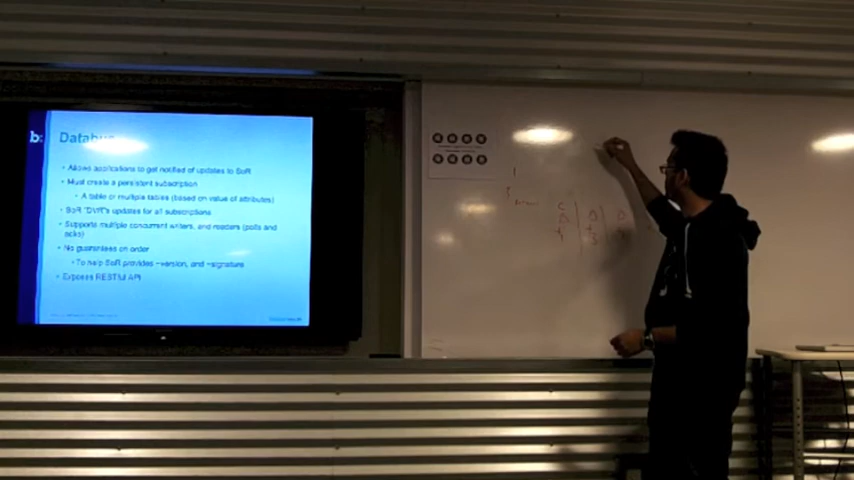 b:
Databus
• Allows applications to get notified of updates to SoR
• Must create a persistent subscription
• A table or multiple tables (based on value of attributes)
• SoR "DVR"s updates for all subscriptions
• Supports multiple concurrent writers, and readers (polls and
acks)
• No guarantees on order
• To help SoR provides ~version, and ~signature
• Exposes RESTful API